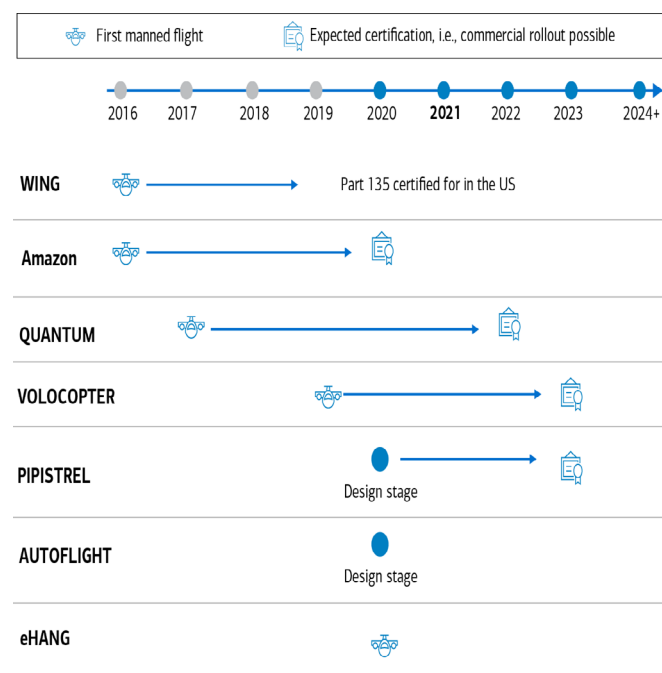 First manned flight
Expected certification, i.e., commercial rollout possible
2016 2017 2018 2019 2020 2021 2022 2023 2024+
WING
Part 135 certified for in the US
Amazon
QUANTUM
VOLOCOPTER
PIPISTREL
Design stage
AUTOFLIGHT
Design stage
eHANG